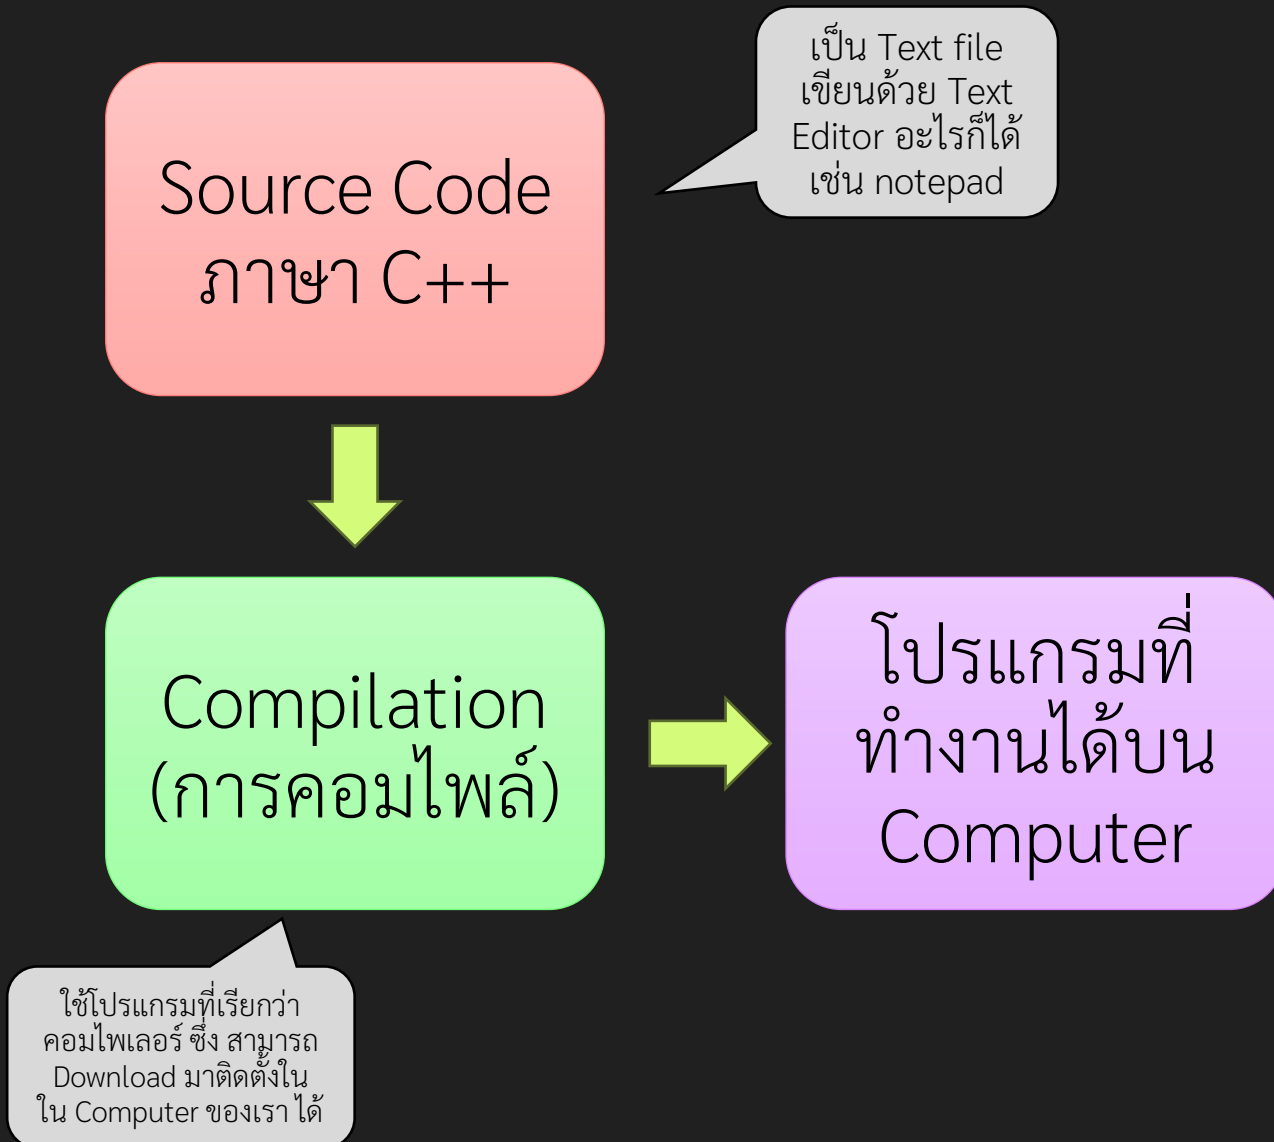 Source Code
ภาษา C++
เป็น Text file
เขียนด้วย Text
Editor อะไรก็ได้
เช่น notepad
Compilation
(การคอมไพล์)
โปรแกรมที่
ทำงานได้บน
Computer
ใช้โปรแกรมที่เรียกว่า
คอมไพเลอร์ ซึ่ง สามารถ
Download มาติดตั้งใน
ใน Computer ของเรา ได้